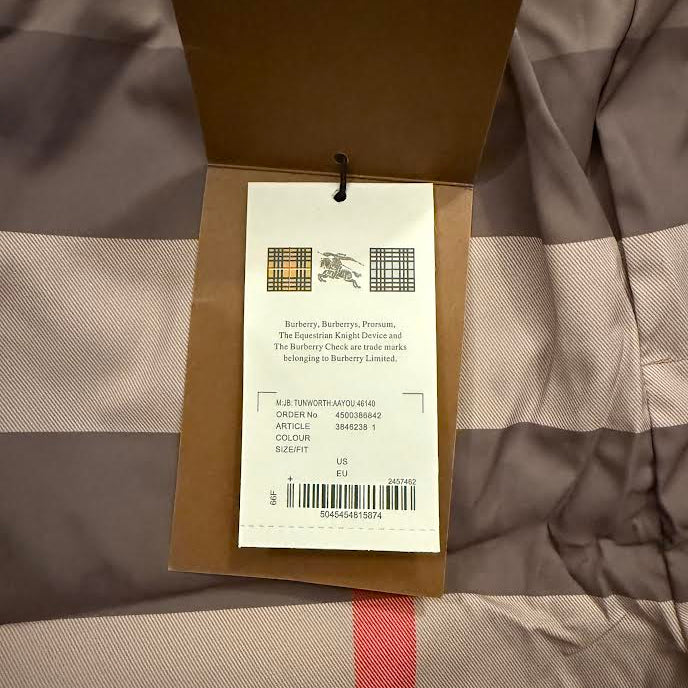 Burberry, Burberrys, Prorsum,
The Equestrian Knight Device and
The Burberry Check are trade marks
belonging to Burberry Limited.
M:JB: TUNWORTH:AAYOU:46140
ORDER No 4500386842
ARTICLE 3846238 1
COLOUR
SIZE/FIT
US
EU
2457462
66F
5045454815874